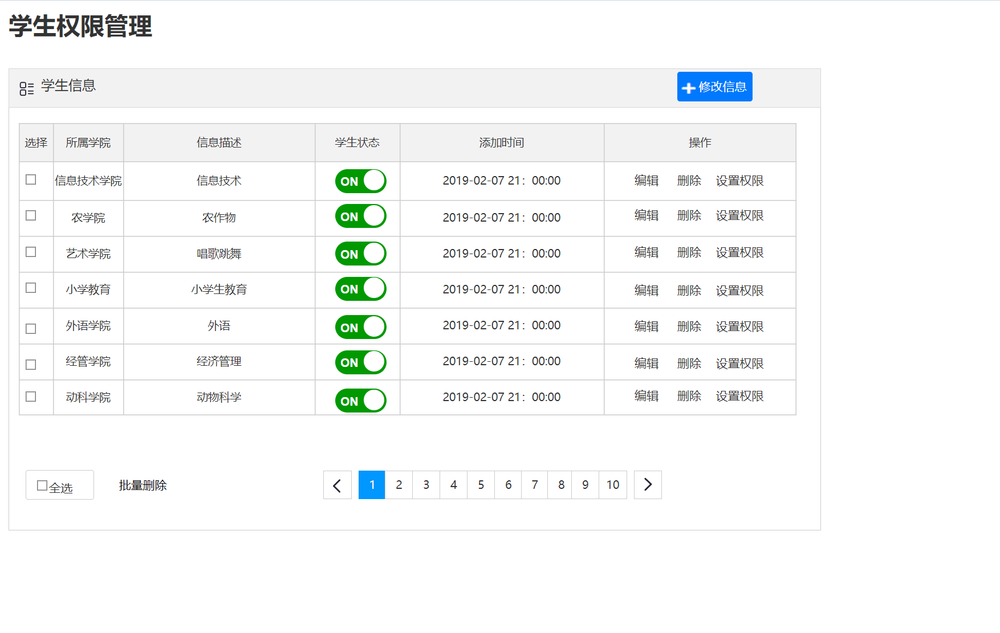 学生权限管理
学生信息
修改信息
选择 所属学院 信息描述 学生状态 添加时间 操作
信息技术学院 信息技术 ON 2019-02-07 21：00:00 编辑 删除 设置权限
农学院 农作物 ON 2019-02-07 21：00:00 编辑 删除 设置权限
艺术学院 唱歌跳舞 ON 2019-02-07 21：00:00 编辑 删除 设置权限
小学教育 小学生教育 ON 2019-02-07 21：00:00 编辑 删除 设置权限
外语学院 外语 ON 2019-02-07 21：00:00 编辑 删除 设置权限
经管学院 经济管理 ON 2019-02-07 21：00:00 编辑 删除 设置权限
动科学院 动物科学 ON 2019-02-07 21：00:00 编辑 删除 设置权限
全选 批量删除 1 2 3 4 5 6 7 8 9 10